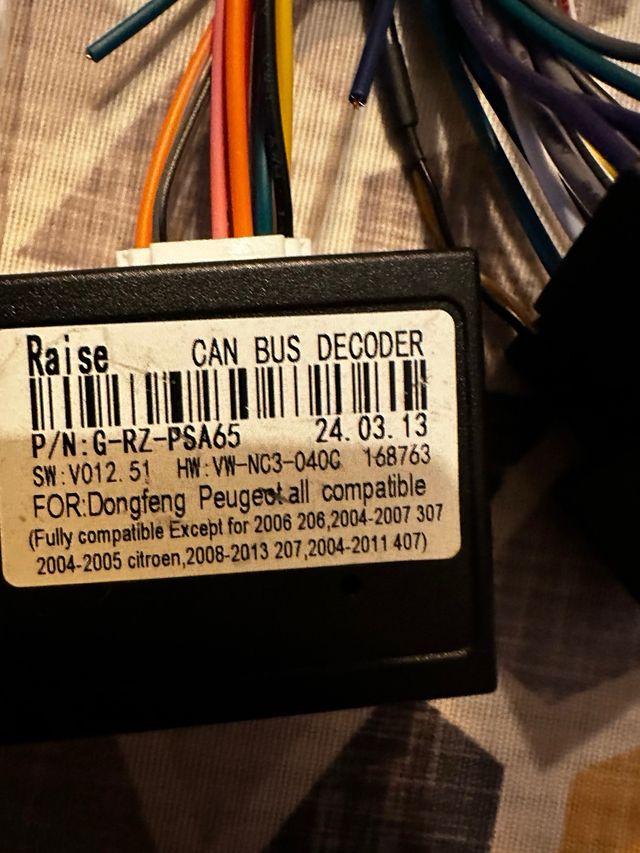 Raise CAN BUS DECODER
P/N:G-RZ-PSA65 24.03.13
SW:V012.51 HW:VW-NC3-040C 168763
FOR:Dongfeng Peugeot all compatible
(Fully compatible Except for 2006 206,2004-2007 307
2004-2005 citroen,2008-2013 207,2004-2011 407)